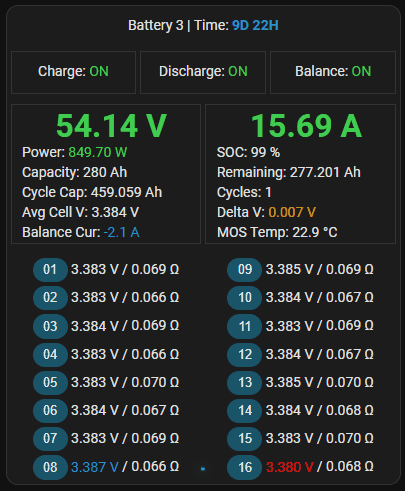 Battery 3 | Time: 9D 22H
Charge: ON Discharge: ON Balance: ON
54.14 V
Power: 849.70 W
Capacity: 280 Ah
Cycle Cap: 459.059 Ah
Avg Cell V: 3.384 V
Balance Cur: -2.1 A
15.69 A
SOC: 99 %
Remaining: 277.201 Ah
Cycles: 1
Delta V: 0.007 V
MOS Temp: 22.9 °C
01 3.383 V / 0.069 Ω
02 3.383 V / 0.066 Ω
03 3.384 V / 0.069 Ω
04 3.383 V / 0.066 Ω
05 3.383 V / 0.070 Ω
06 3.384 V / 0.067 Ω
07 3.383 V / 0.069 Ω
08 3.387 V / 0.066 Ω
09 3.385 V / 0.069 Ω
10 3.384 V / 0.067 Ω
11 3.383 V / 0.069 Ω
12 3.384 V / 0.067 Ω
13 3.385 V / 0.070 Ω
14 3.384 V / 0.068 Ω
15 3.383 V / 0.070 Ω
16 3.380 V / 0.068 Ω